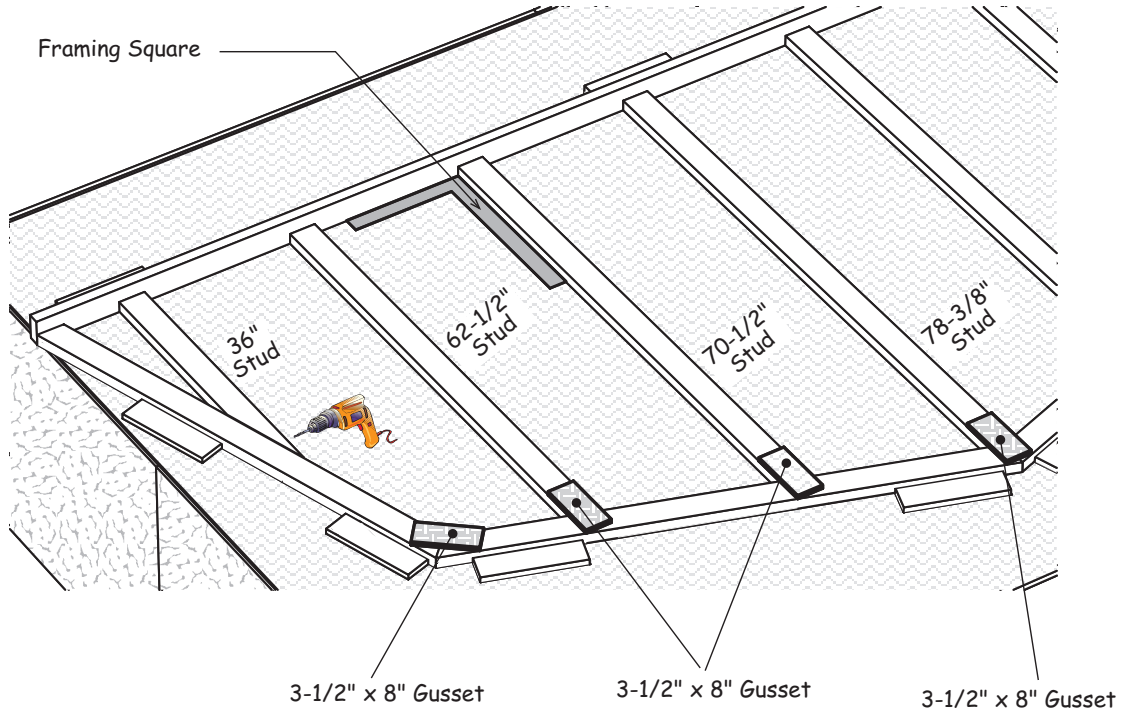 Framing Square
36"
Stud
62-1/2"
Stud
70-1/2"
Stud
78-3/8"
Stud
3-1/2" x 8" Gusset
3-1/2" x 8" Gusset
3-1/2" x 8" Gusset